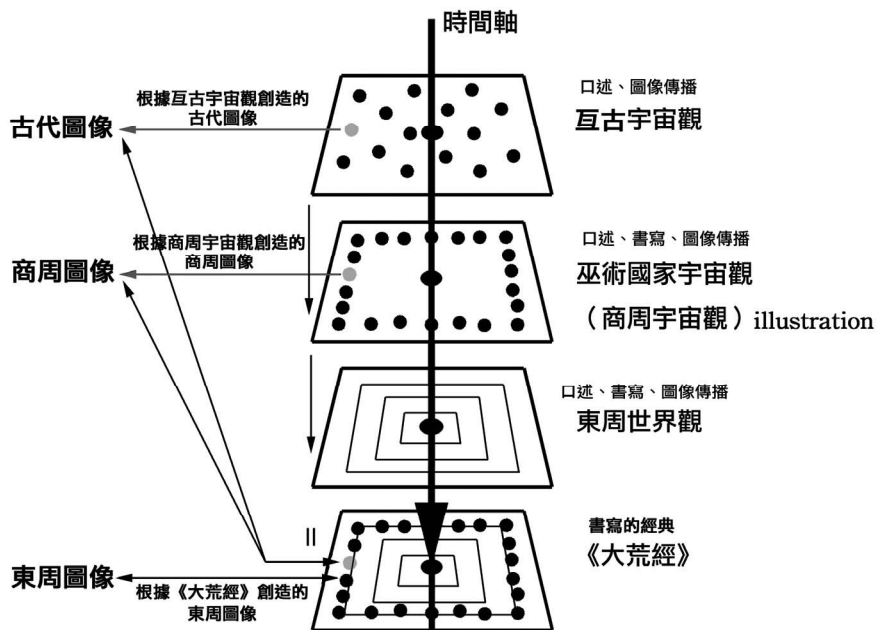 時間軸
口述、圖像傳播
亙古宇宙觀
根據亙古宇宙觀創造的
古代圖像
古代圖像
口述、書寫、圖像傳播
巫術國家宇宙觀
（商周宇宙觀）illustration
根據商周宇宙觀創造的
商周圖像
商周圖像
口述、書寫、圖像傳播
東周世界觀
書寫的經典
《大荒經》
||
東周圖像
根據《大荒經》創造的
東周圖像